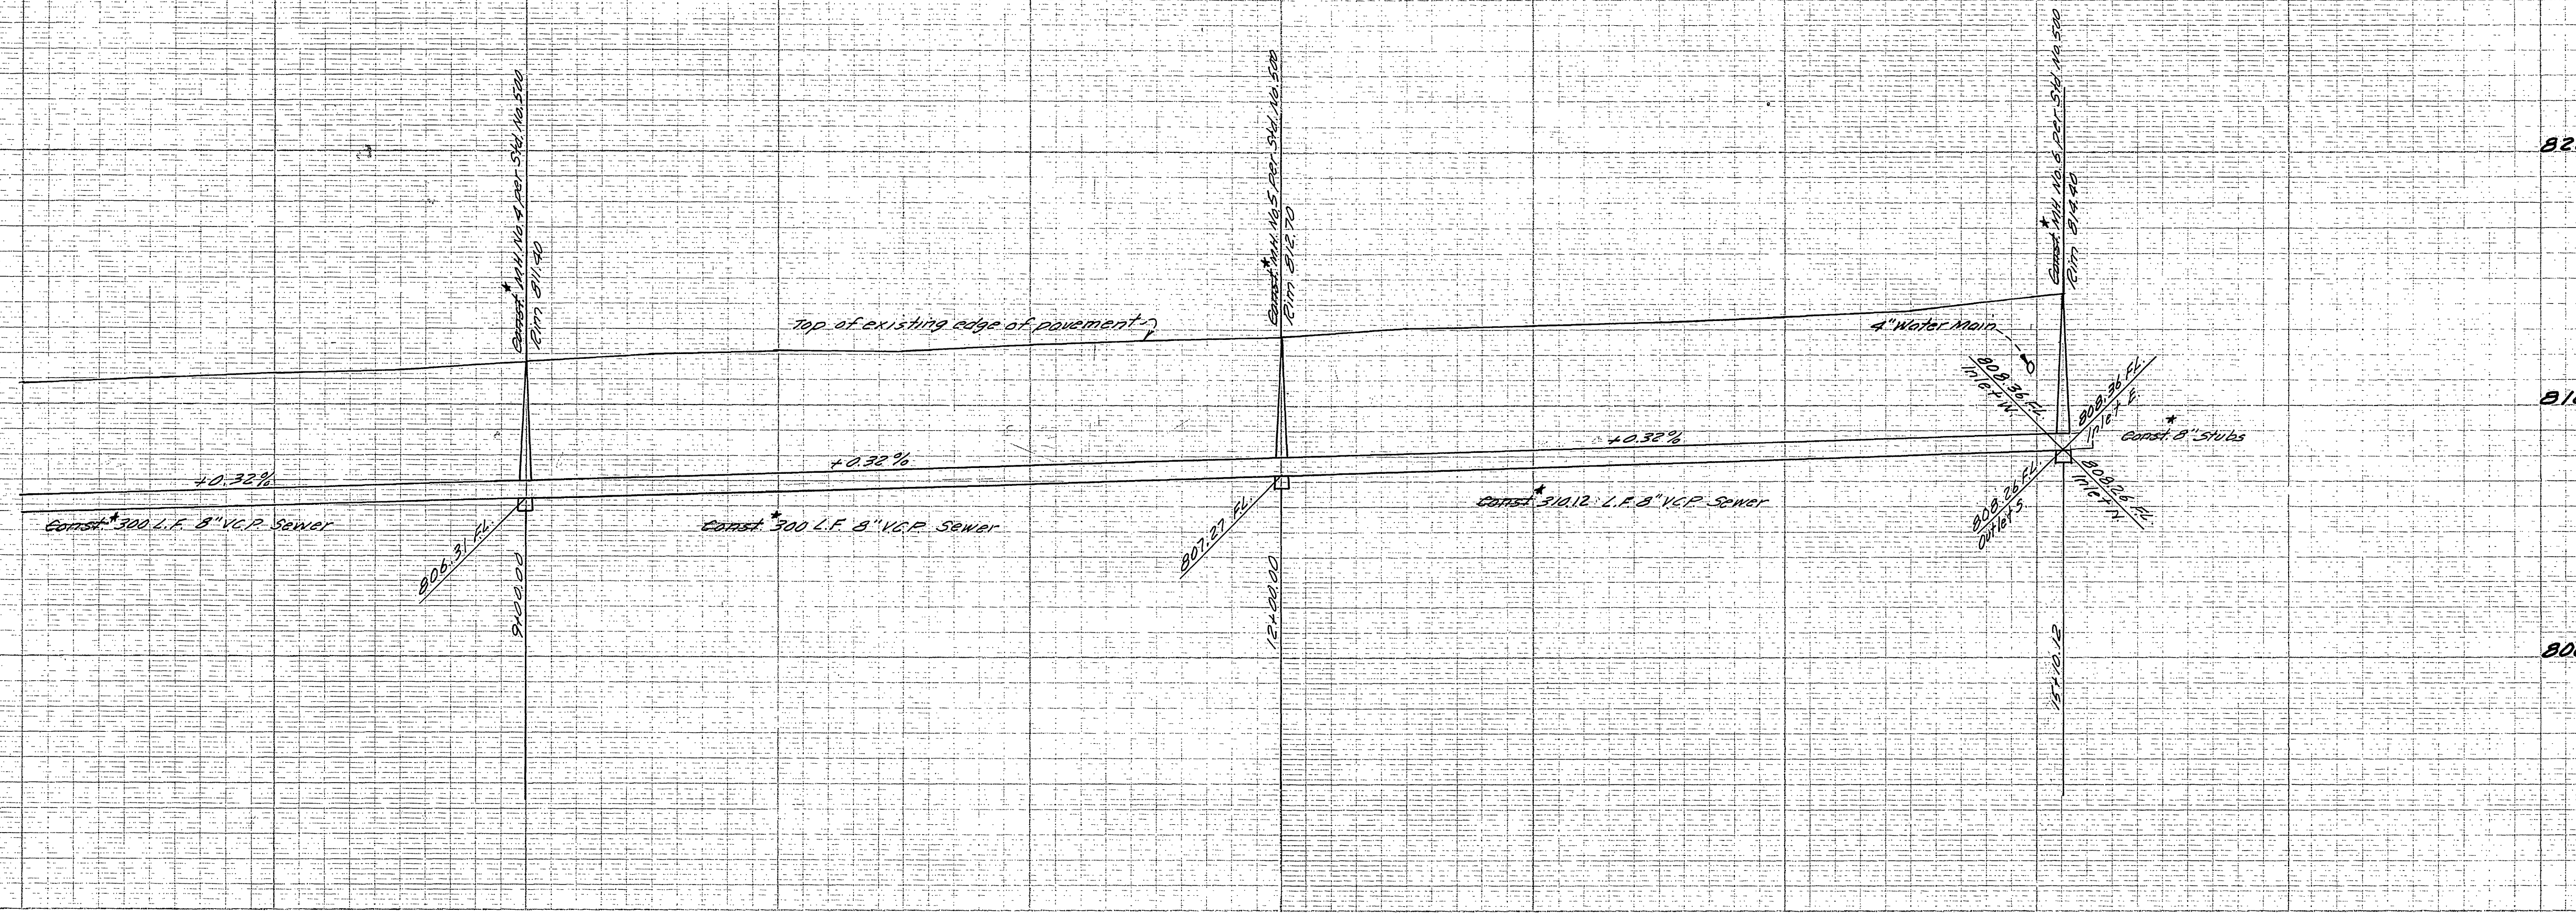 Const.* MH. No. 4 per Std. No. 500
Rim 811.40
Const.* MH. No. 5 per Std. No. 500
Rim 812.70
Const.* MH. No. 6 per Std. No. 500
Rim 814.40
Top of existing edge of pavement
4" Water Main
808.36 F.L.
Inlet W.
808.36 F.L.
Inlet E.
Const.* 8" Stubs
808.26 F.L.
Outlet S.
808.26 F.L.
Inlet N.
+0.32%
+0.32%
+0.32%
Const.* 300 L.F. 8" V.C.P. Sewer
Const.* 300 L.F. 8" V.C.P. Sewer
Const.* 310.12 L.F. 8" V.C.P. Sewer
806.31 F.L.
807.27 F.L.
9+00.00
12+00.00
15+10.12
82
81
80